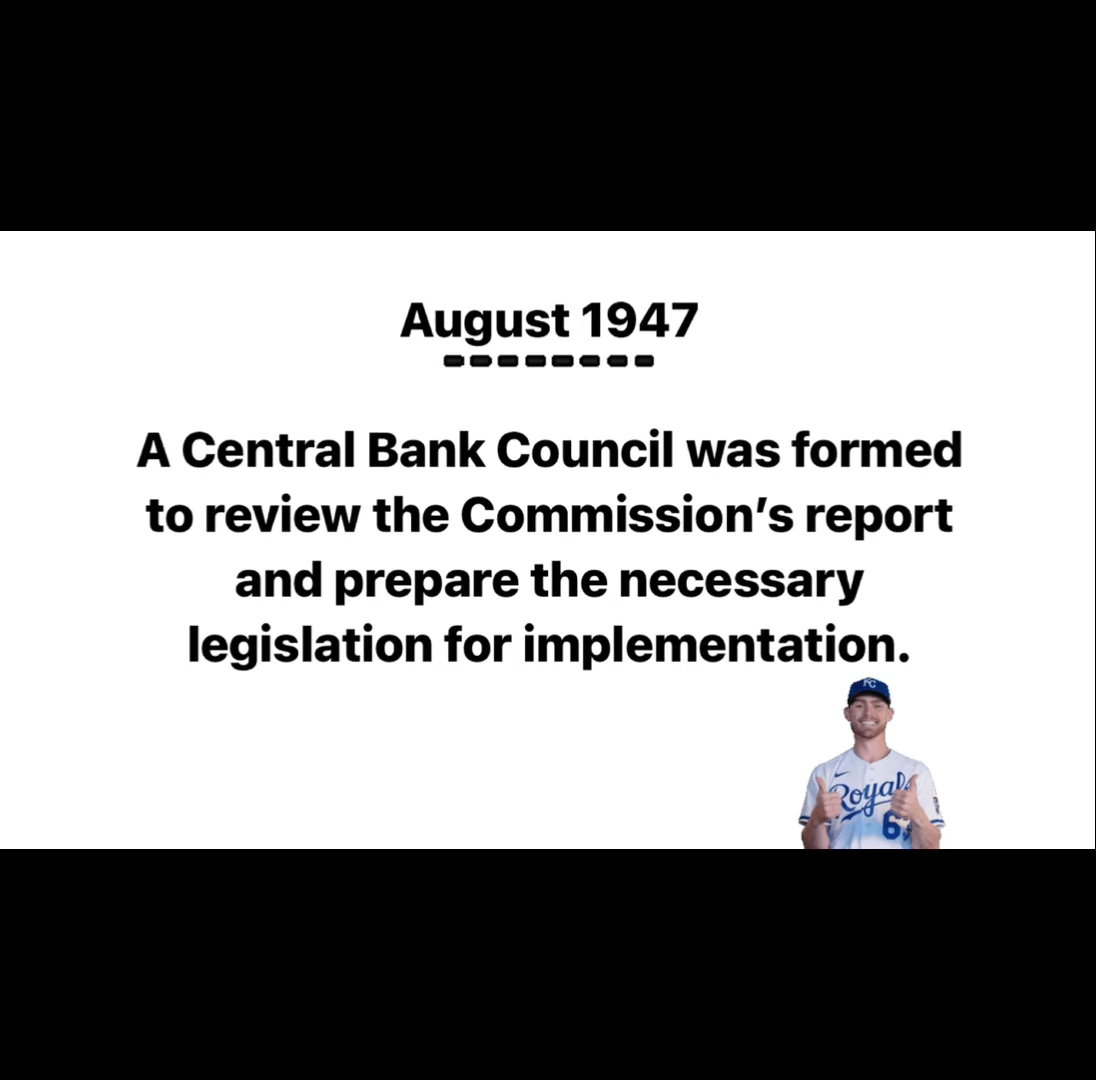 August 1947
A Central Bank Council was formed
to review the Commission’s report
and prepare the necessary
legislation for implementation.
KC
Royals